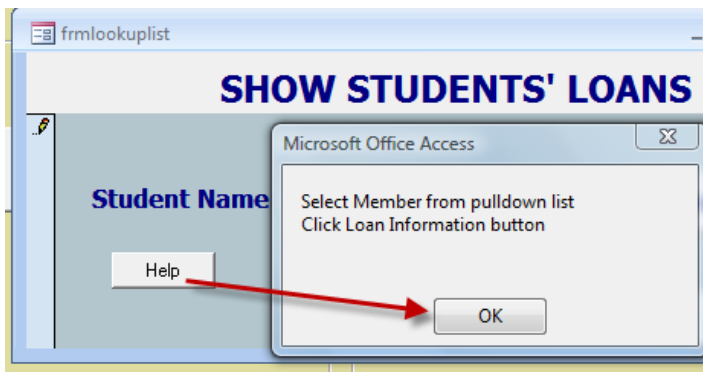 frmlookuplist
SHOW STUDENTS' LOANS
Microsoft Office Access
Student Name
Select Member from pulldown list
Click Loan Information button
Help
OK